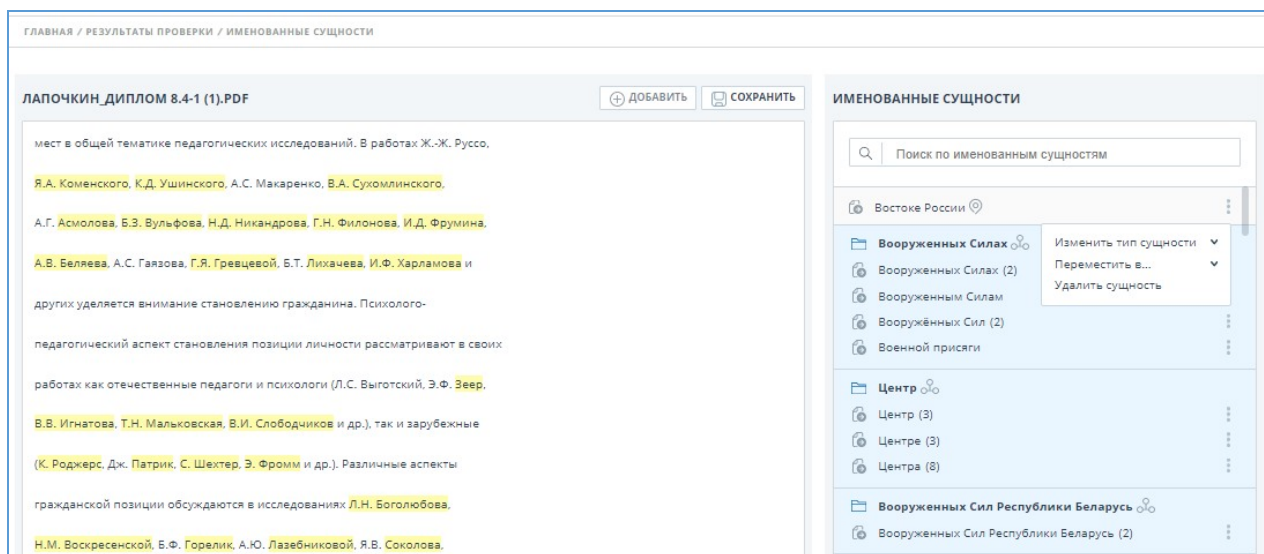 ГЛАВНАЯ / РЕЗУЛЬТАТЫ ПРОВЕРКИ / ИМЕНОВАННЫЕ СУЩНОСТИ
ЛАПОЧКИН_ДИПЛОМ 8.4-1 (1).PDF
ДОБАВИТЬ
СОХРАНИТЬ
мест в общей тематике педагогических исследований. В работах Ж.-Ж. Руссо,
Я.А. Коменского, К.Д. Ушинского, А.С. Макаренко, В.А. Сухомлинского,
А.Г. Асмолова, Б.З. Вульфова, Н.Д. Никандрова, Г.Н. Филонова, И.Д. Фрумина,
А.В. Беляева, А.С. Гаязова, Г.Я. Гревцевой, Б.Т. Лихачева, И.Ф. Харламова и
других уделяется внимание становлению гражданина. Психолого-
педагогический аспект становления позиции личности рассматривают в своих
работах как отечественные педагоги и психологи (Л.С. Выготский, Э.Ф. Зеер,
В.В. Игнатова, Т.Н. Мальковская, В.И. Слободчиков и др.), так и зарубежные
(К. Роджерс, Дж. Патрик, С. Шехтер, Э. Фромм и др.). Различные аспекты
гражданской позиции обсуждаются в исследованиях Л.Н. Боголюбова,
Н.М. Воскресенской, Б.Ф. Горелик, А.Ю. Лазебниковой, Я.В. Соколова,
ИМЕНОВАННЫЕ СУЩНОСТИ
Поиск по именованным сущностям
Востоке России
Вооруженных Силах
Вооруженных Силах (2)
Вооруженным Силам
Вооружённых Сил (2)
Военной присяги
Изменить тип сущности
Переместить в...
Удалить сущность
Центр
Центр (3)
Центре (3)
Центра (8)
Вооруженных Сил Республики Беларусь
Вооруженных Сил Республики Беларусь (2)